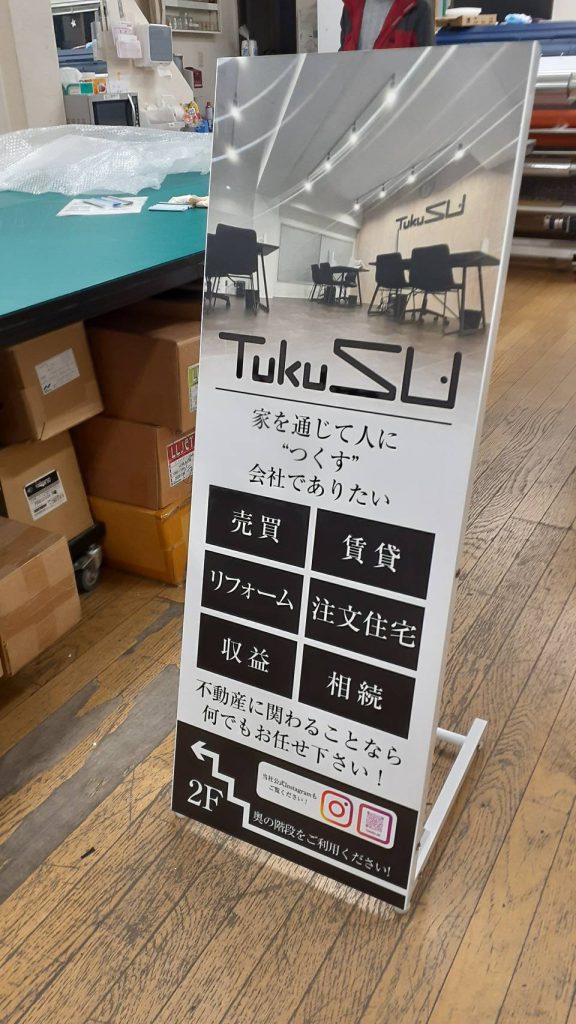 TukuSU
TukuSU
家を通じて人に
“つくす”
会社でありたい
売買
賃貸
リフォーム
注文住宅
収益
相続
不動産に関わることなら
何でもお任せ下さい！
当社公式Instagramも
ご覧ください！
2F
奥の階段をご利用ください!